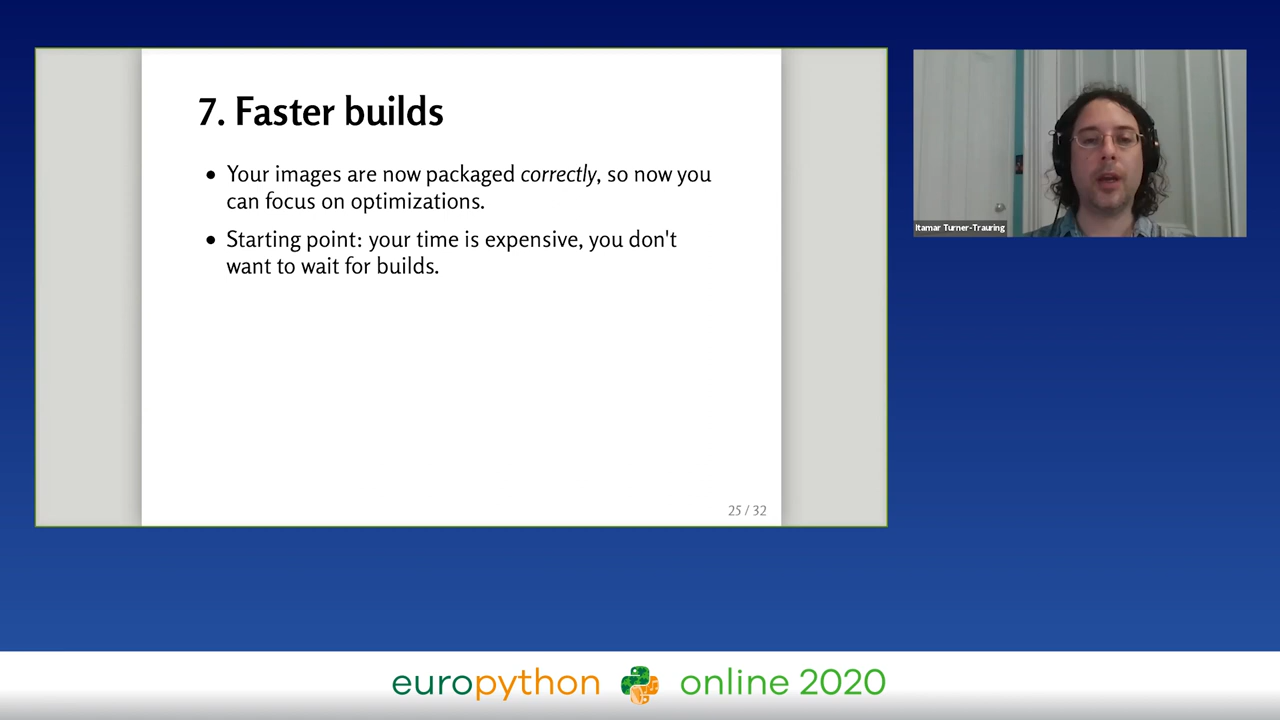 7. Faster builds
• Your images are now packaged correctly, so now you
can focus on optimizations.
• Starting point: your time is expensive, you don't
want to wait for builds.
25 / 32
Itamar Turner-Trauring
europython online 2020